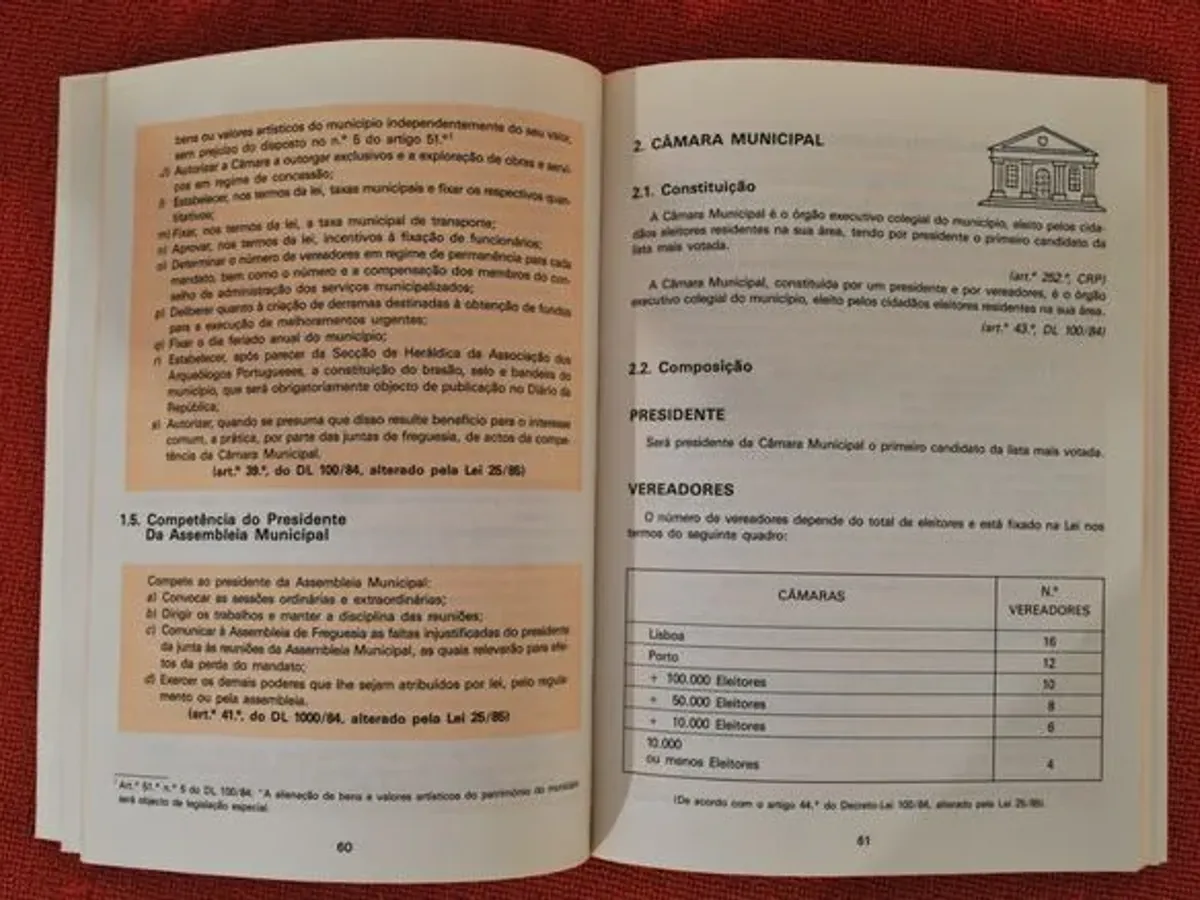 bens ou valores artísticos do município independentemente do seu valor,
sem prejuízo do disposto no n.º 5 do artigo 51.º¹
Autorizar a Câmara a outorgar exclusivos e a exploração de obras e servi-
ços em regime de concessão;
l) Estabelecer, nos termos da lei, taxas municipais e fixar os respectivos quan-
titativos;
m) Fixar, nos termos da lei, a taxa municipal de transporte;
n) Aprovar, nos termos da lei, incentivos à fixação de funcionários;
o) Determinar o número de vereadores em regime de permanência para cada
mandato, bem como o número e a compensação dos membros do con-
selho de administração dos serviços municipalizados;
p) Deliberar quanto à criação de derramas destinadas à obtenção de fundos
para a execução de melhoramentos urgentes;
q) Fixar o dia feriado anual do município;
r) Estabelecer, após parecer da Secção de Heráldica da Associação dos
Arqueólogos Portugueses, a constituição do brasão, selo e bandeira do
município, que será obrigatoriamente objecto de publicação no Diário da
República;
s) Autorizar, quando se presuma que disso resulte benefício para o interesse
comum, a prática, por parte das juntas de freguesia, de actos da compe-
tência da Câmara Municipal.
(art.º 39.º, do DL 100/84, alterado pela Lei 25/85)
1.5. Competência do Presidente
Da Assembleia Municipal
Compete ao presidente da Assembleia Municipal:
a) Convocar as sessões ordinárias e extraordinárias;
b) Dirigir os trabalhos e manter a disciplina das reuniões;
c) Comunicar à Assembleia de Freguesia as faltas injustificadas do presidente
da junta às reuniões da Assembleia Municipal, as quais relevarão para efei-
tos da perda do mandato;
d) Exercer os demais poderes que lhe sejam atribuídos por lei, pelo regula-
mento ou pela assembleia.
(art.º 41.º, do DL 1000/84, alterado pela Lei 25/85)
¹ Art.º 51.º n.º 5 do DL 100/84, "A alienação de bens e valores artísticos do património do município
será objecto de legislação especial.
60
2. CÂMARA MUNICIPAL
2.1. Constituição
A Câmara Municipal é o órgão executivo colegial do município, eleito pelos cida-
dãos eleitores residentes na sua área, tendo por presidente o primeiro candidato da
lista mais votada.
(art.º 252.º, CRP)
A Câmara Municipal, constituída por um presidente e por vereadores, é o órgão
executivo colegial do município, eleito pelos cidadãos eleitores residentes na sua área.
(art.º 43.º, DL 100/84)
2.2. Composição
PRESIDENTE
Será presidente da Câmara Municipal o primeiro candidato da lista mais votada.
VEREADORES
O número de vereadores depende do total de eleitores e está fixado na Lei nos
termos do seguinte quadro:
CÂMARAS N.º VEREADORES
Lisboa 16
Porto 12
+ 100.000 Eleitores 10
+ 50.000 Eleitores 8
+ 10.000 Eleitores 6
10.000
ou menos Eleitores 4
(De acordo com o artigo 44.º do Decreto-Lei 100/84, alterado pela Lei 25/85)
61